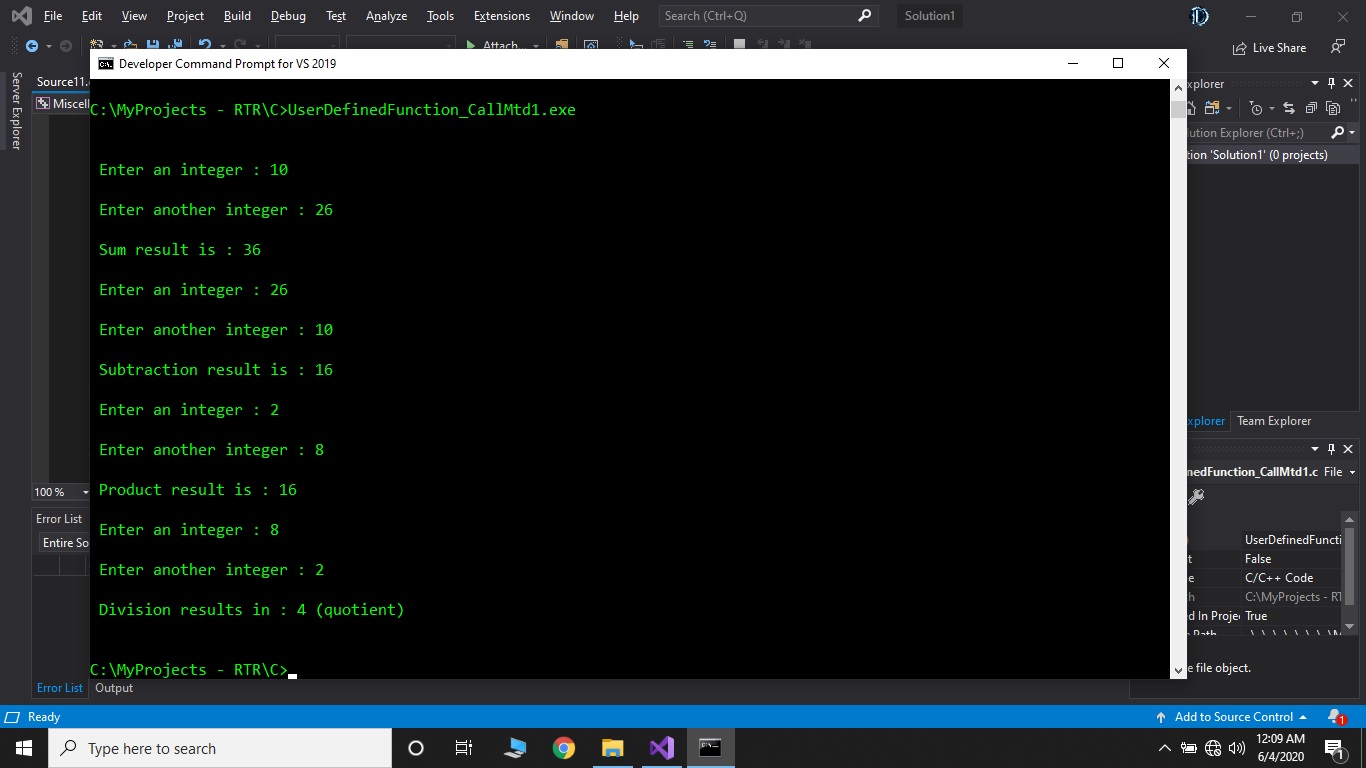 File Edit View Project Build Debug Test Analyze Tools Extensions Window Help Search (Ctrl+Q) Solution1
Attach... Live Share
Server Explorer
Source11.
Miscell
Developer Command Prompt for VS 2019
C:\MyProjects - RTR\C>UserDefinedFunction_CallMtd1.exe
Enter an integer : 10
Enter another integer : 26
Sum result is : 36
Enter an integer : 26
Enter another integer : 10
Subtraction result is : 16
Enter an integer : 2
Enter another integer : 8
Product result is : 16
Enter an integer : 8
Enter another integer : 2
Division results in : 4 (quotient)
C:\MyProjects - RTR\C>
xplorer
ution Explorer (Ctrl+;)
tion 'Solution1' (0 projects)
xplorer Team Explorer
nedFunction_CallMtd1.c File
UserDefinedFuncti
t False
e C/C++ Code
h C:\MyProjects - RT
d In Proje True
Path
e file object.
100 %
Error List
Entire So
Error List Output
Ready Add to Source Control 1
Type here to search
12:09 AM
6/4/2020
1